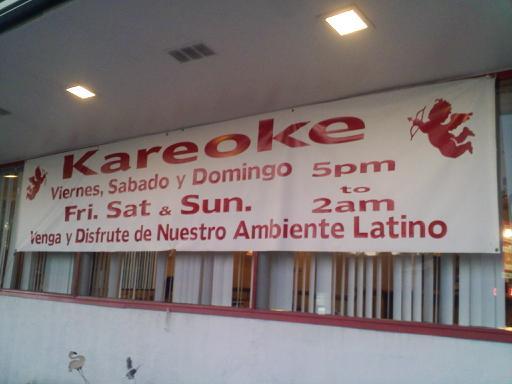 Kareoke
Viernes, Sabado y Domingo 5pm
to
Fri. Sat & Sun. 2am
Venga y Disfrute de Nuestro Ambiente Latino